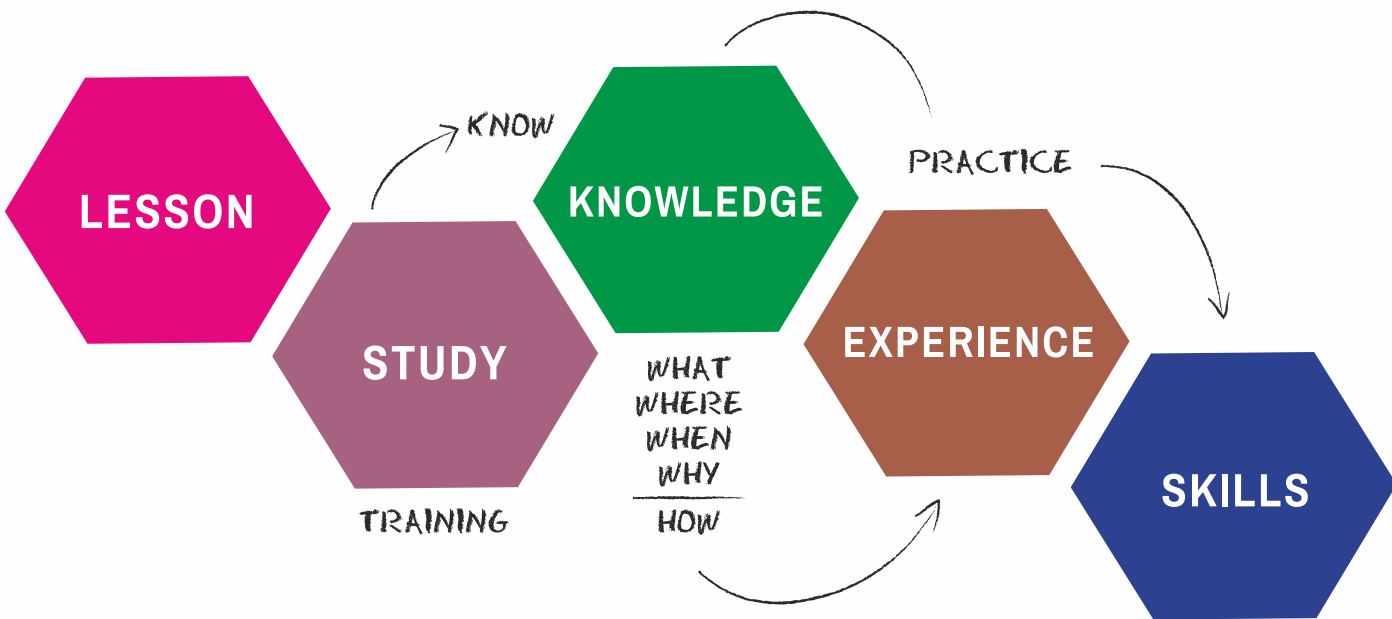 LESSON
STUDY
TRAINING
KNOW
KNOWLEDGE
WHAT
WHERE
WHEN
WHY
HOW
EXPERIENCE
PRACTICE
SKILLS